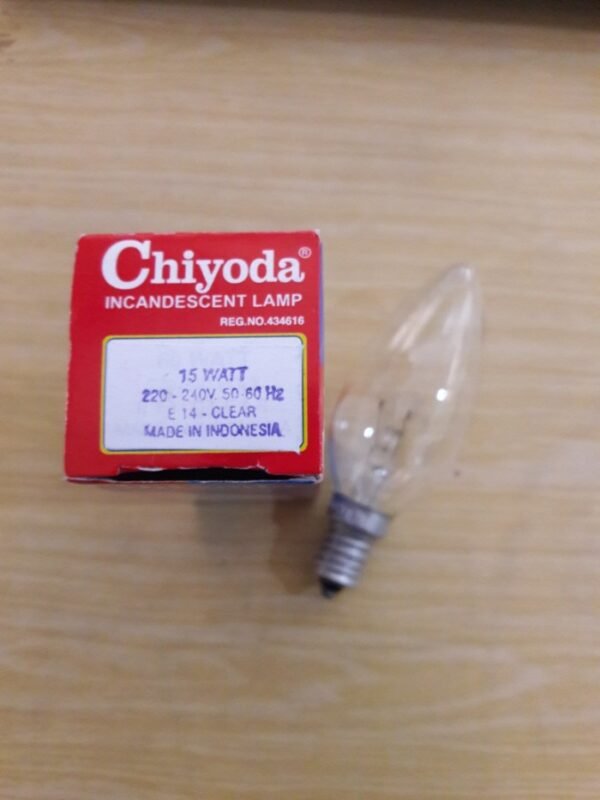 Chiyoda®
INCANDESCENT LAMP
REG.NO.434616
15 WATT
220 - 240V. 50-60 Hz
E 14 - CLEAR
MADE IN INDONESIA